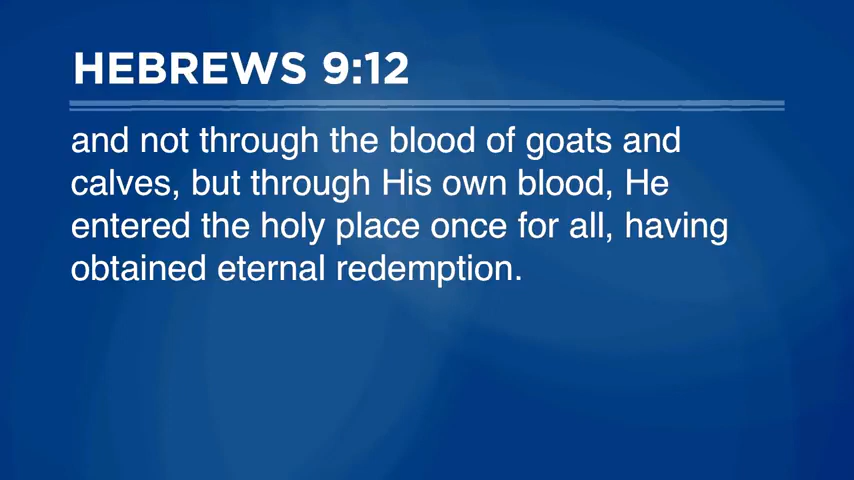 HEBREWS 9:12
and not through the blood of goats and
calves, but through His own blood, He
entered the holy place once for all, having
obtained eternal redemption.